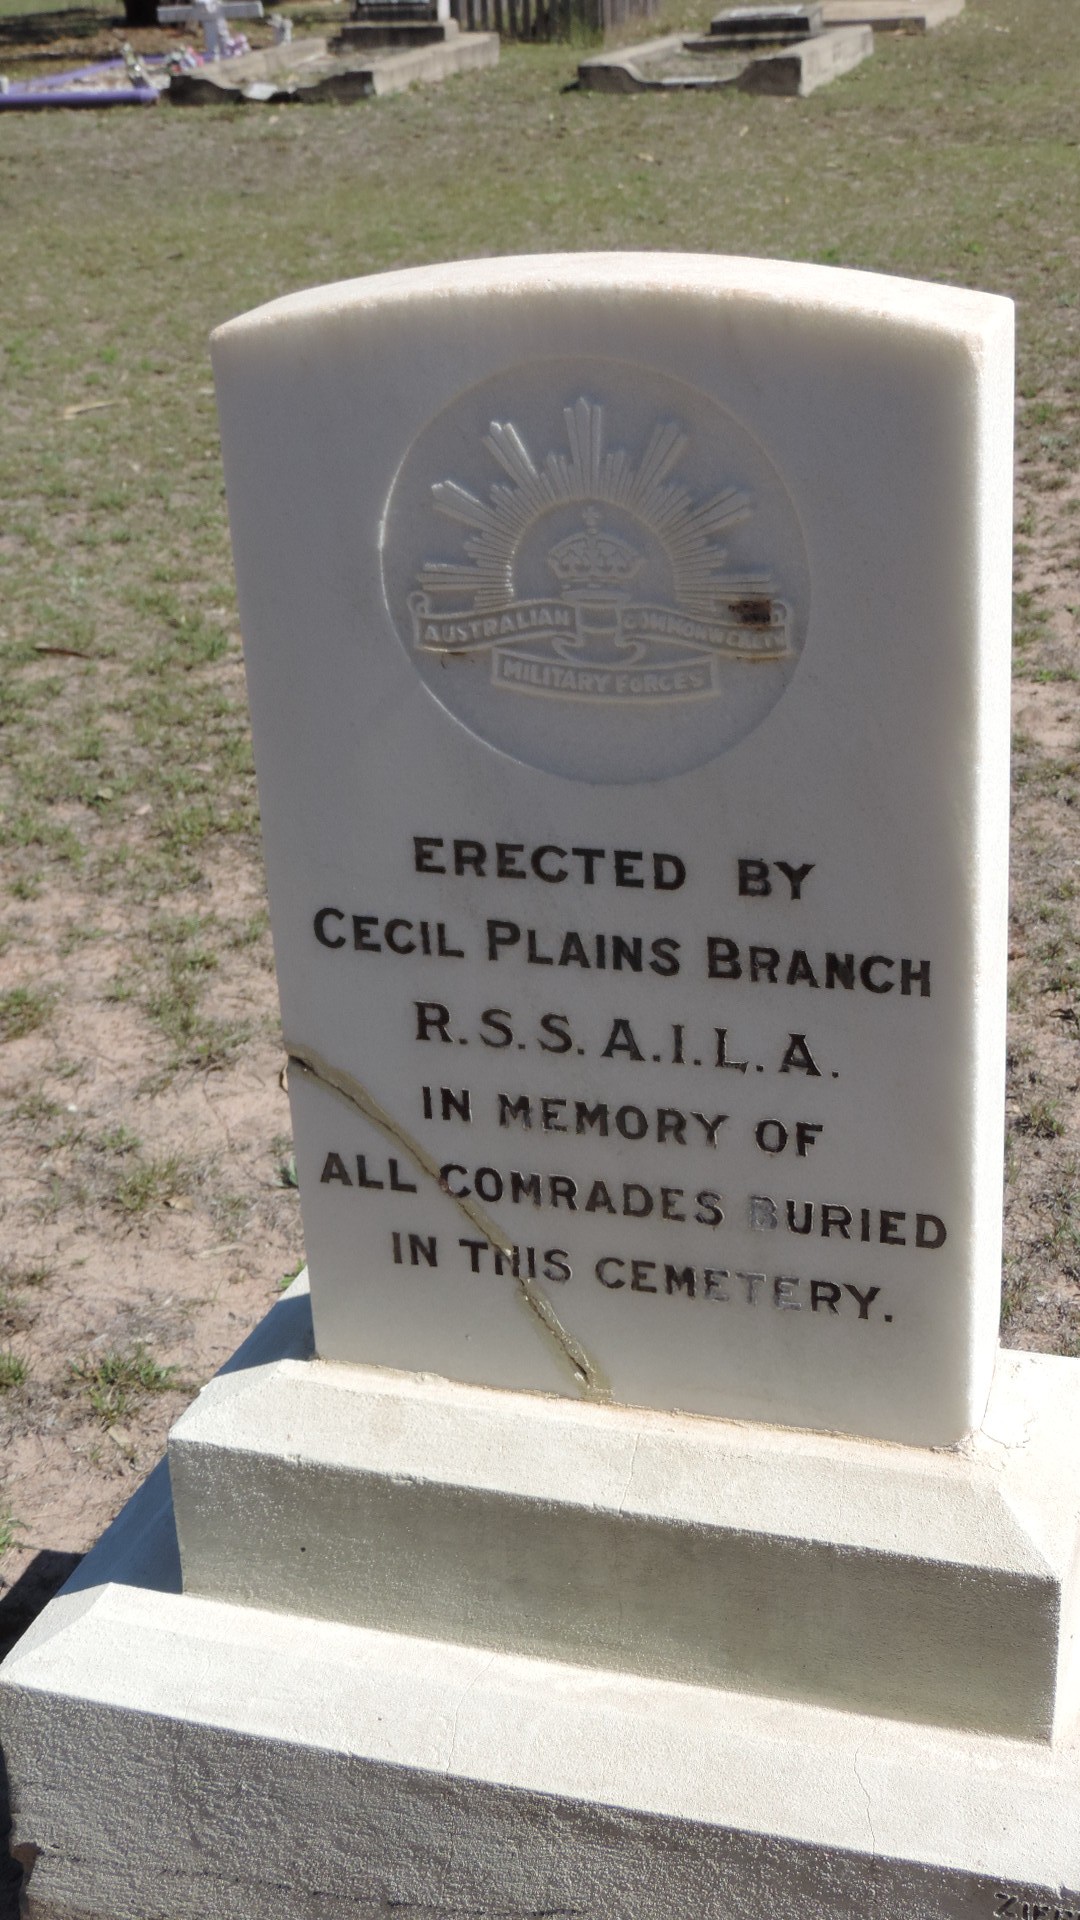 AUSTRALIAN COMMONWEALTH
MILITARY FORCES
ERECTED BY
CECIL PLAINS BRANCH
R.S.S.A.I.L.A.
IN MEMORY OF
ALL COMRADES BURIED
IN THIS CEMETERY.